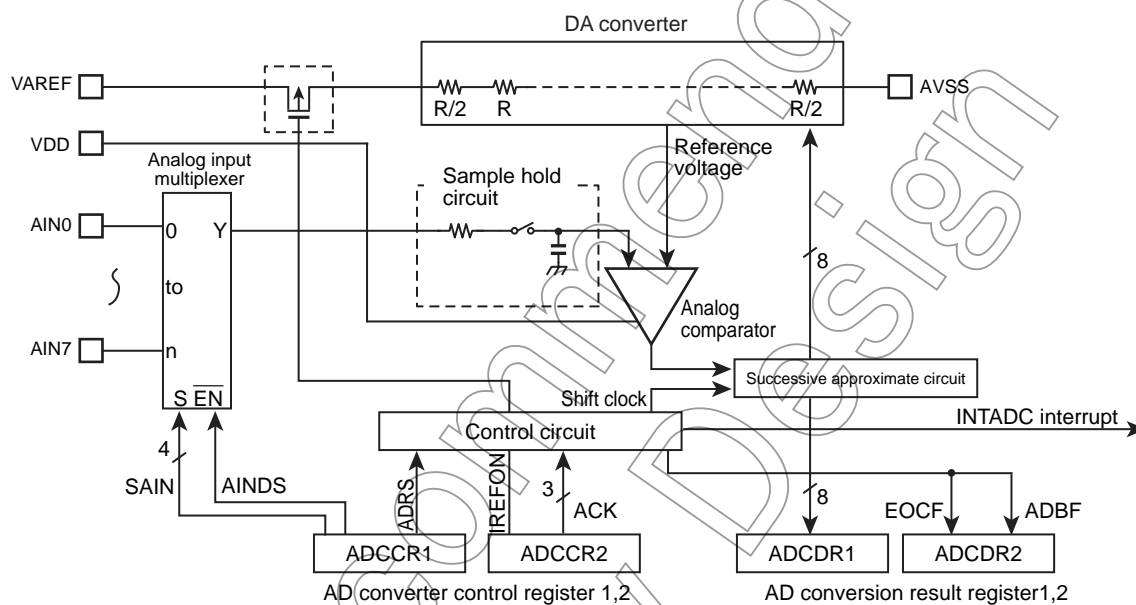 DA converter
VAREF
R/2
R
R/2
AVSS
VDD
Analog input
multiplexer
Reference
voltage
Sample hold
circuit
AIN0
0
Y
8
to
Analog
comparator
AIN7
n
S EN
Successive approximate circuit
Shift clock
INTADC interrupt
Control circuit
4
SAIN
AINDS
ADRS
IREFON
3
ACK
8
EOCF
ADBF
ADCCR1
ADCCR2
ADCDR1
ADCDR2
AD converter control register 1,2
AD conversion result register1,2
commend
Design